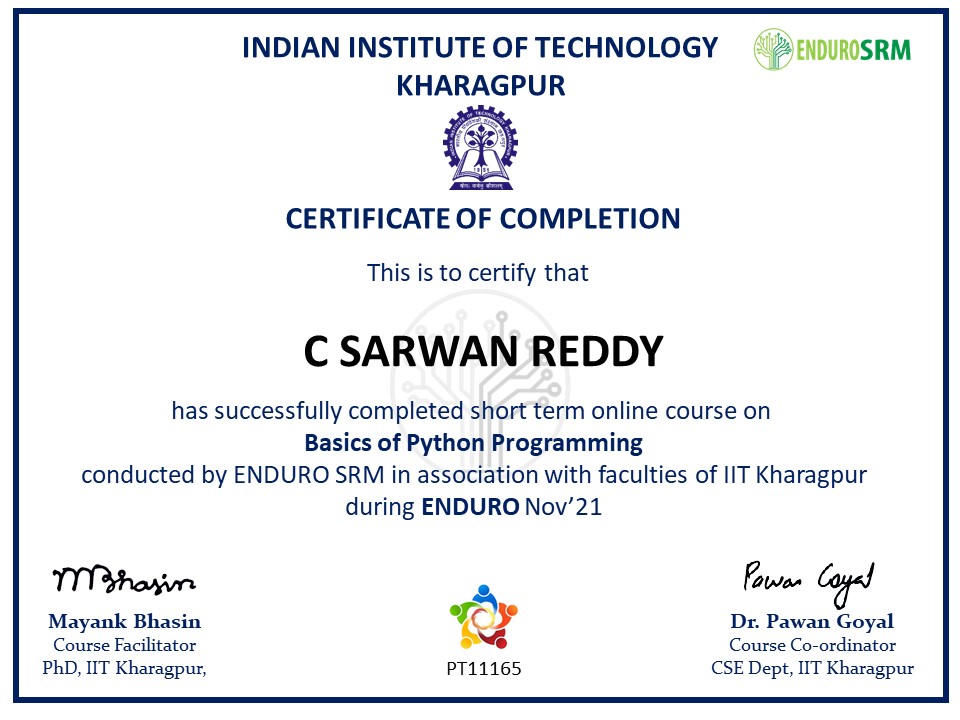 INDIAN INSTITUTE OF TECHNOLOGY
KHARAGPUR
ENDUROSRM
CERTIFICATE OF COMPLETION
This is to certify that
C SARWAN REDDY
has successfully completed short term online course on
Basics of Python Programming
conducted by ENDURO SRM in association with faculties of IIT Kharagpur
during ENDURO Nov’21
MBhasin
Mayank Bhasin
Course Facilitator
PhD, IIT Kharagpur,
PT11165
Pawan Goyal
Dr. Pawan Goyal
Course Co-ordinator
CSE Dept, IIT Kharagpur